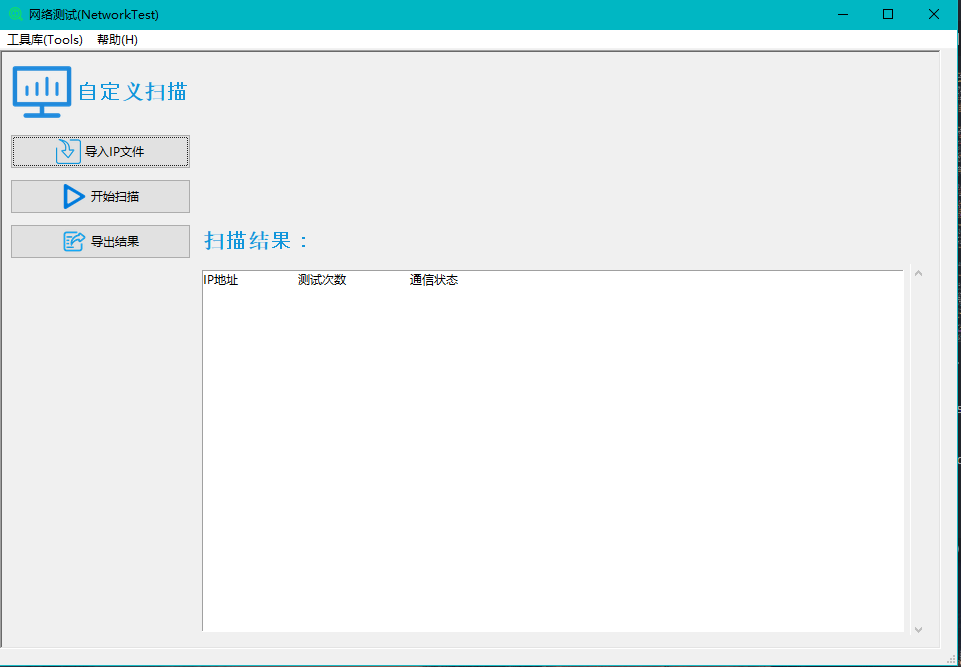 网络测试(NetworkTest)
工具库(Tools) 帮助(H)
自定义扫描
导入IP文件
开始扫描
导出结果
扫描结果：
IP地址 测试次数 通信状态